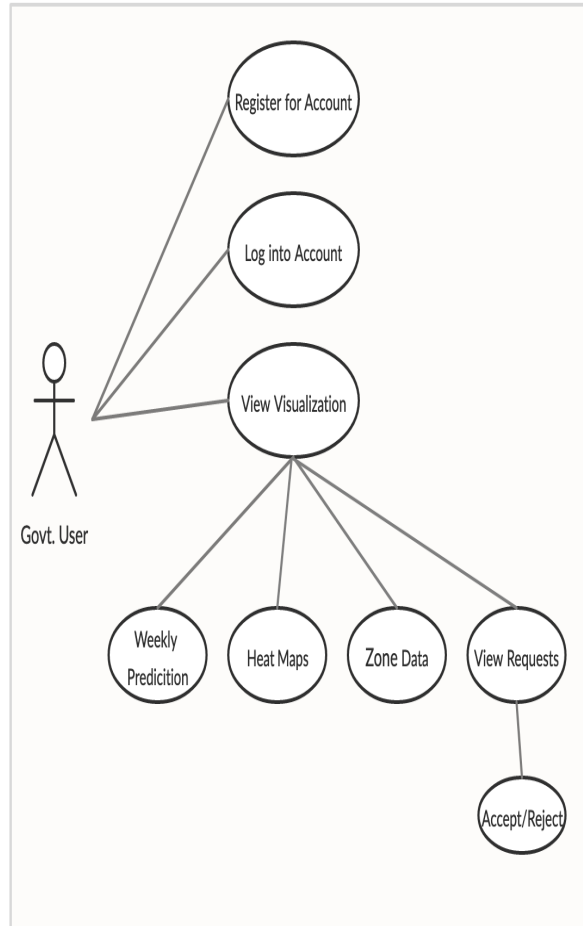 Register for Account
Log into Account
View Visualization
Govt. User
Weekly
Predicition
Heat Maps
Zone Data
View Requests
Accept/Reject